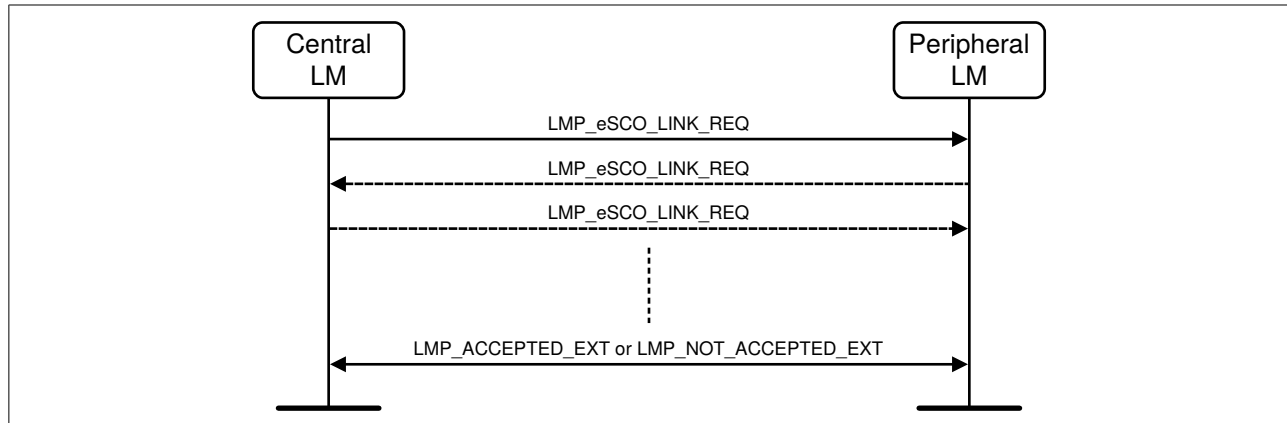 Central
LM
Peripheral
LM
LMP_eSCO_LINK_REQ
LMP_eSCO_LINK_REQ
LMP_eSCO_LINK_REQ
LMP_ACCEPTED_EXT or LMP_NOT_ACCEPTED_EXT